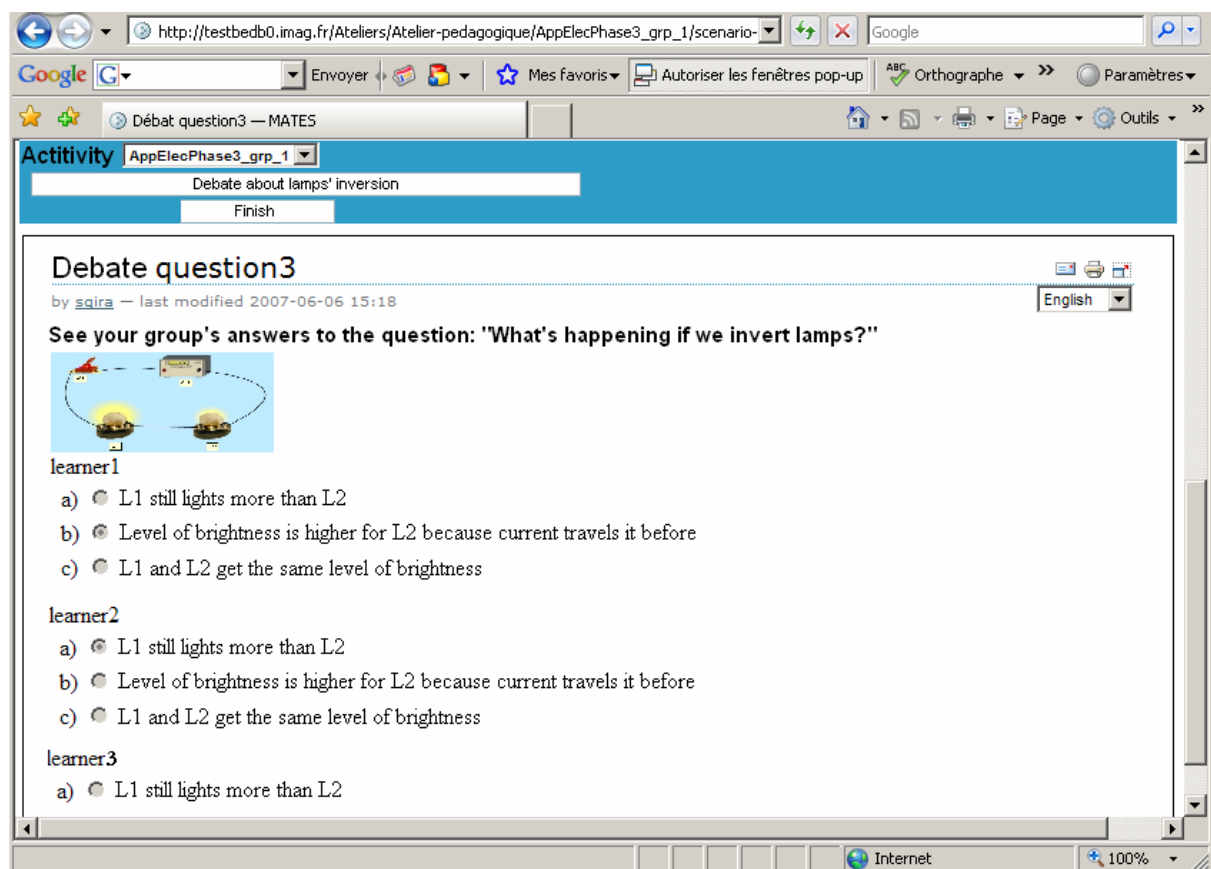 http://testbedb0.imag.fr/Ateliers/Atelier-pedagogique/AppElecPhase3_grp_1/scenario- Google
Google G Envoyer Mes favoris Autoriser les fenêtres pop-up ABC Orthographe » Paramètres
Débat question3 — MATES Page Outils »
Actitivity AppElecPhase3_grp_1
Debate about lamps' inversion
Finish
Debate question3
by sgira — last modified 2007-06-06 15:18 English
See your group's answers to the question: "What's happening if we invert lamps?"
learner1
a) L1 still lights more than L2
b) Level of brightness is higher for L2 because current travels it before
c) L1 and L2 get the same level of brightness
learner2
a) L1 still lights more than L2
b) Level of brightness is higher for L2 because current travels it before
c) L1 and L2 get the same level of brightness
learner3
a) L1 still lights more than L2
Internet 100%